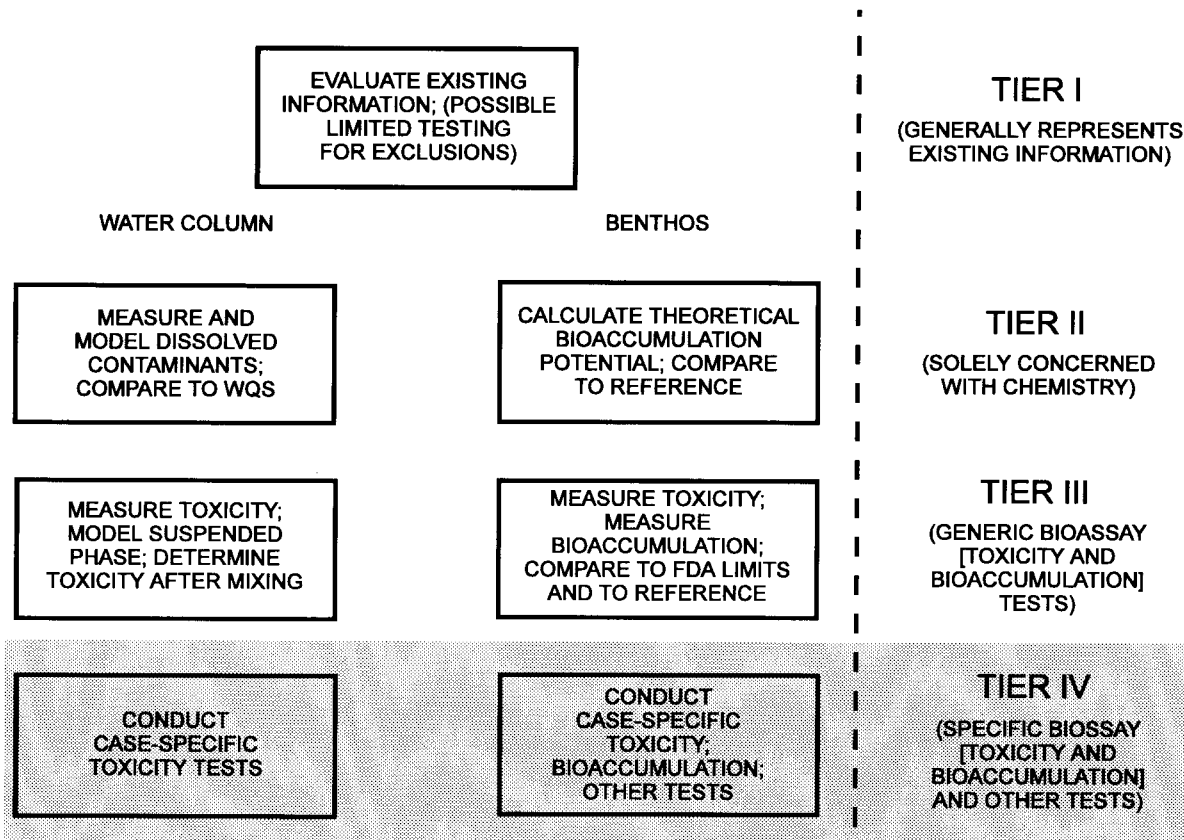 EVALUATE EXISTING
INFORMATION; (POSSIBLE
LIMITED TESTING
FOR EXCLUSIONS)
TIER I
(GENERALLY REPRESENTS
EXISTING INFORMATION)
WATER COLUMN
BENTHOS
MEASURE AND
MODEL DISSOLVED
CONTAMINANTS;
COMPARE TO WQS
CALCULATE THEORETICAL
BIOACCUMULATION
POTENTIAL; COMPARE
TO REFERENCE
TIER II
(SOLELY CONCERNED
WITH CHEMISTRY)
MEASURE TOXICITY;
MODEL SUSPENDED
PHASE; DETERMINE
TOXICITY AFTER MIXING
MEASURE TOXICITY;
MEASURE
BIOACCUMULATION;
COMPARE TO FDA LIMITS
AND TO REFERENCE
TIER III
(GENERIC BIOASSAY
[TOXICITY AND
BIOACCUMULATION]
TESTS)
CONDUCT
CASE-SPECIFIC
TOXICITY TESTS
CONDUCT
CASE-SPECIFIC
TOXICITY;
BIOACCUMULATION;
OTHER TESTS
TIER IV
(SPECIFIC BIOSSAY
[TOXICITY AND
BIOACCUMULATION]
AND OTHER TESTS)